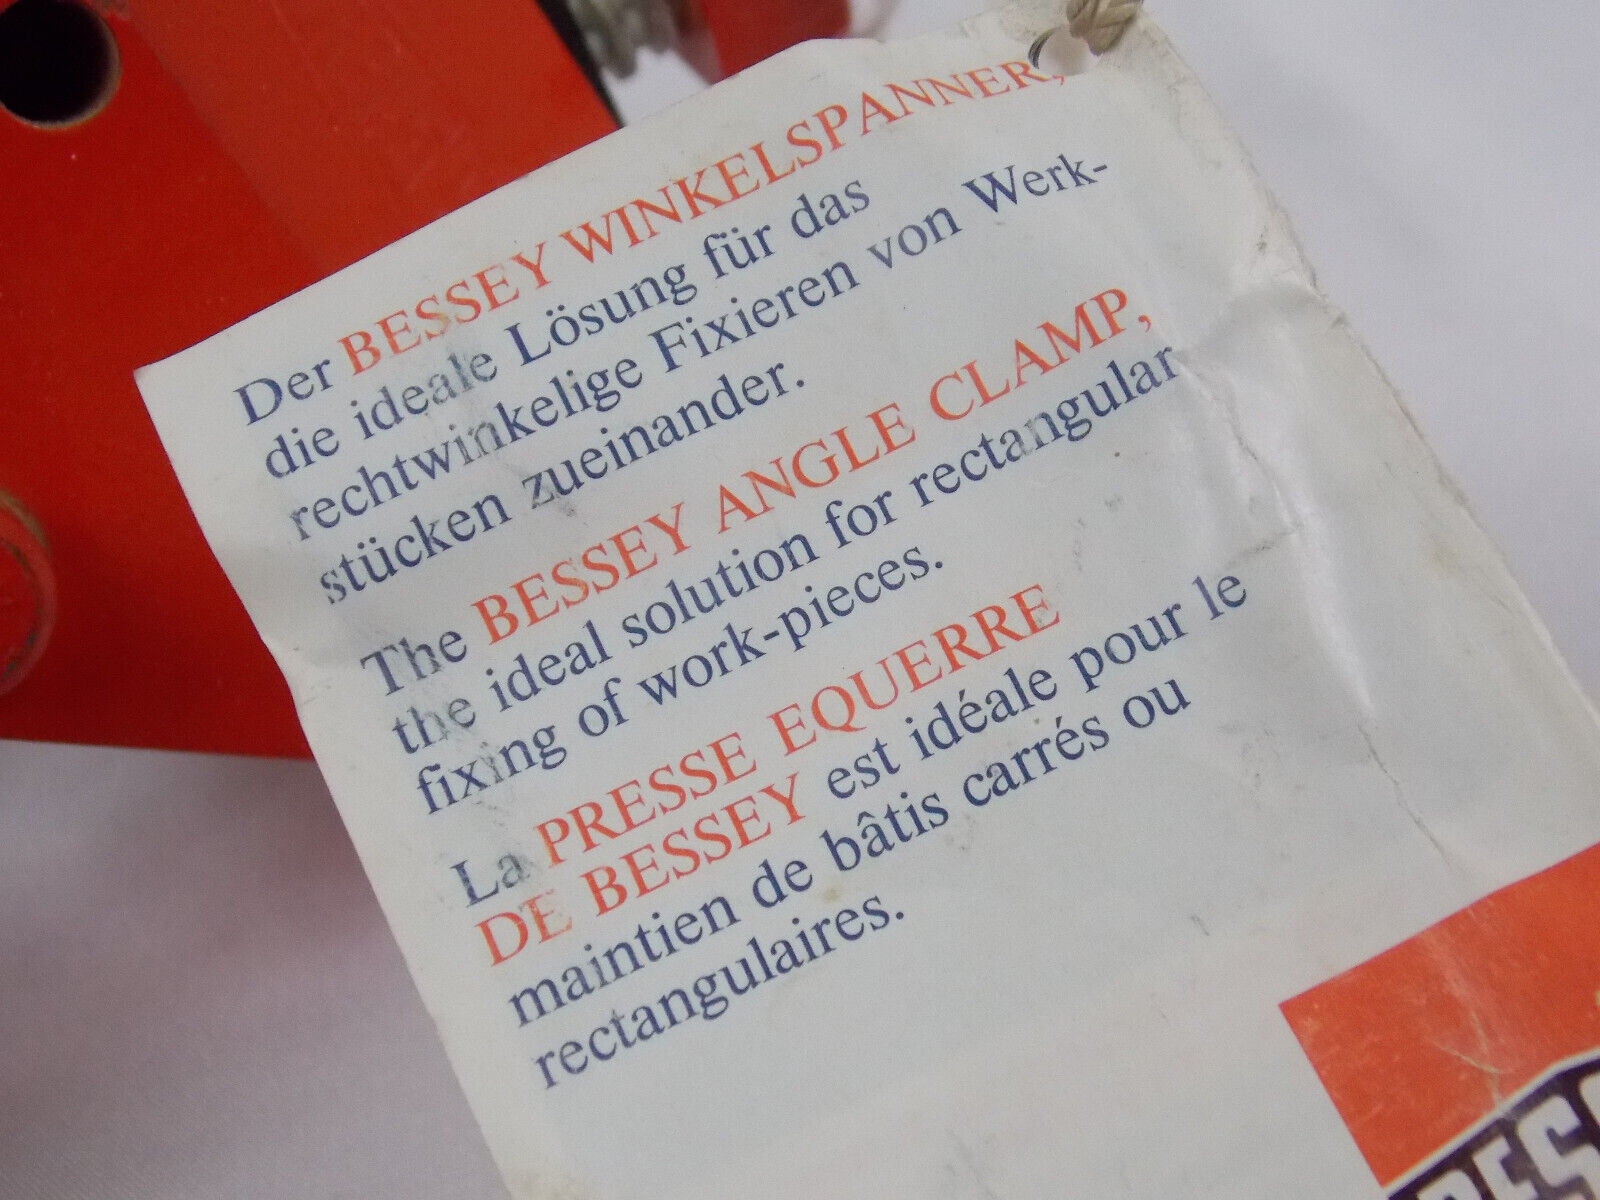 Der BESSEY WINKELSPANNER,
die ideale Lösung für das
rechtwinkelige Fixieren von Werk-
stücken zueinander.
The BESSEY ANGLE CLAMP,
the ideal solution for rectangular
fixing of work-pieces.
La PRESSE EQUERRE
DE BESSEY est idéale pour le
maintien de bâtis carrés ou
rectangulaires.